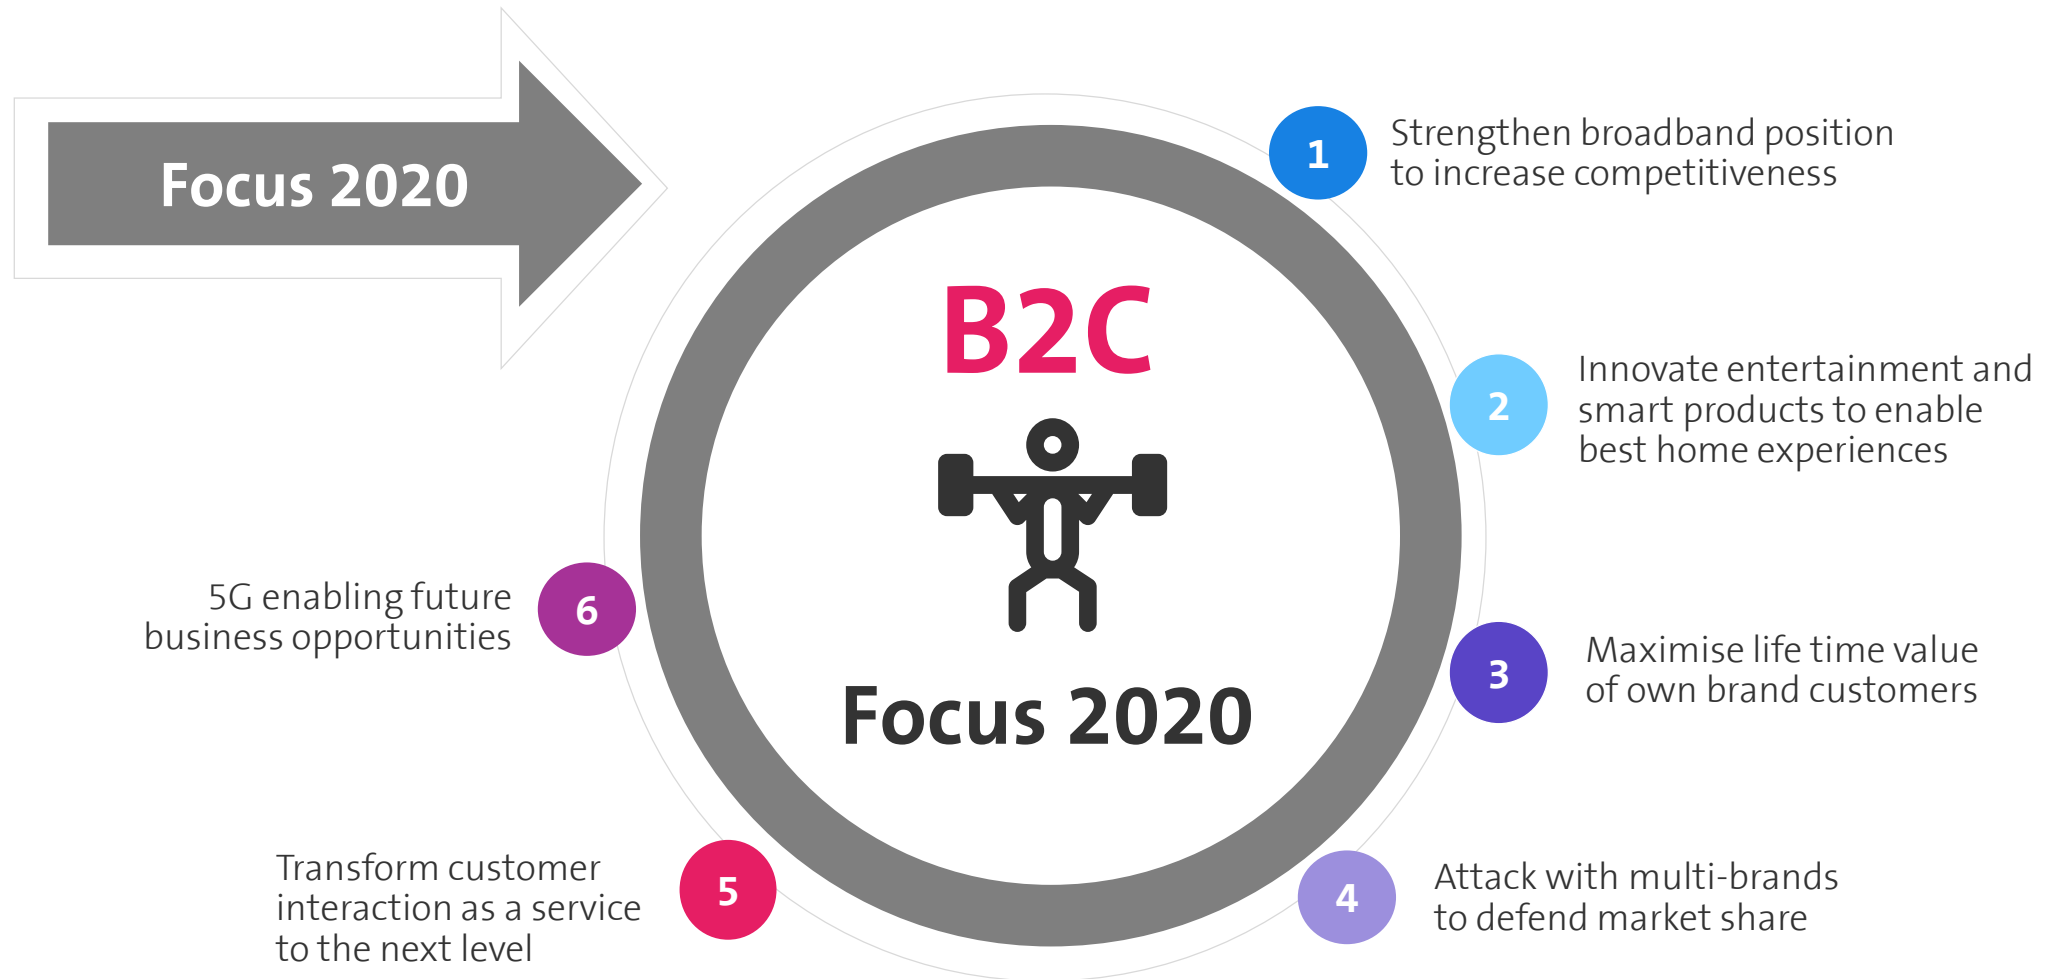 Focus 2020
B2C
Focus 2020
1
Strengthen broadband position
to increase competitiveness
2
Innovate entertainment and
smart products to enable
best home experiences
3
Maximise life time value
of own brand customers
4
Attack with multi-brands
to defend market share
5
Transform customer
interaction as a service
to the next level
6
5G enabling future
business opportunities